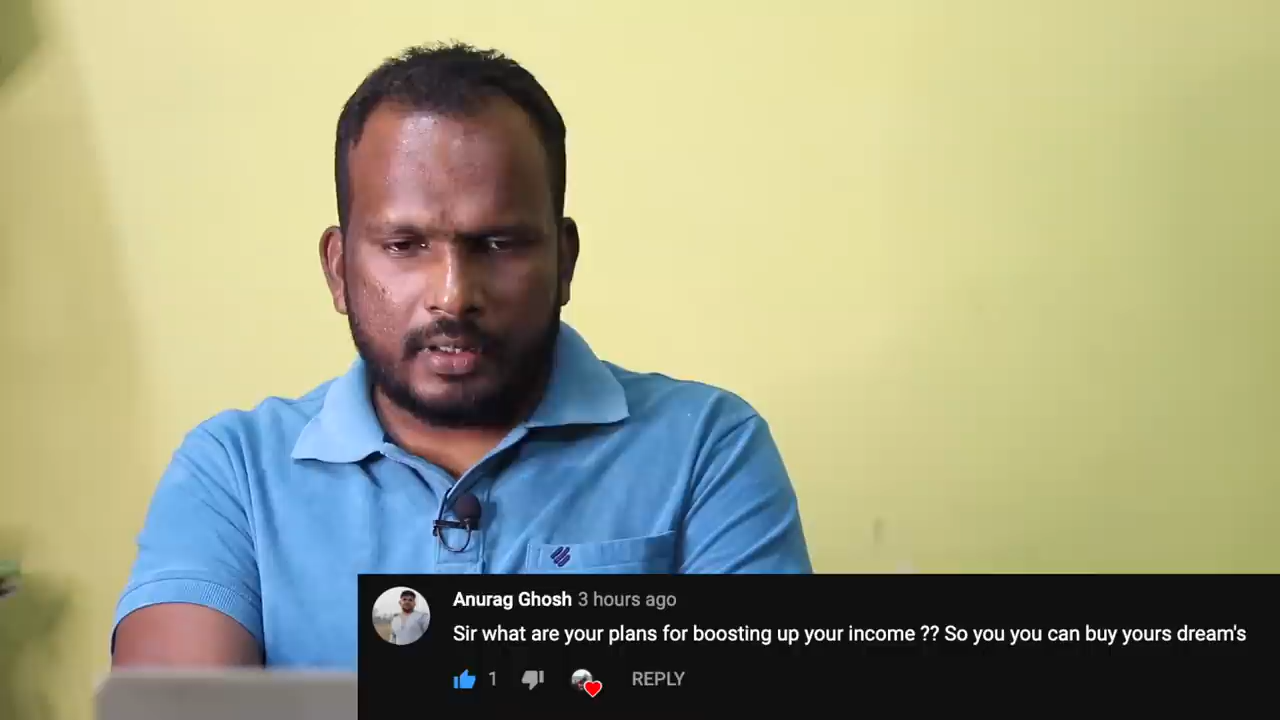 Anurag Ghosh 3 hours ago
Sir what are your plans for boosting up your income ?? So you you can buy yours dream's
1
REPLY